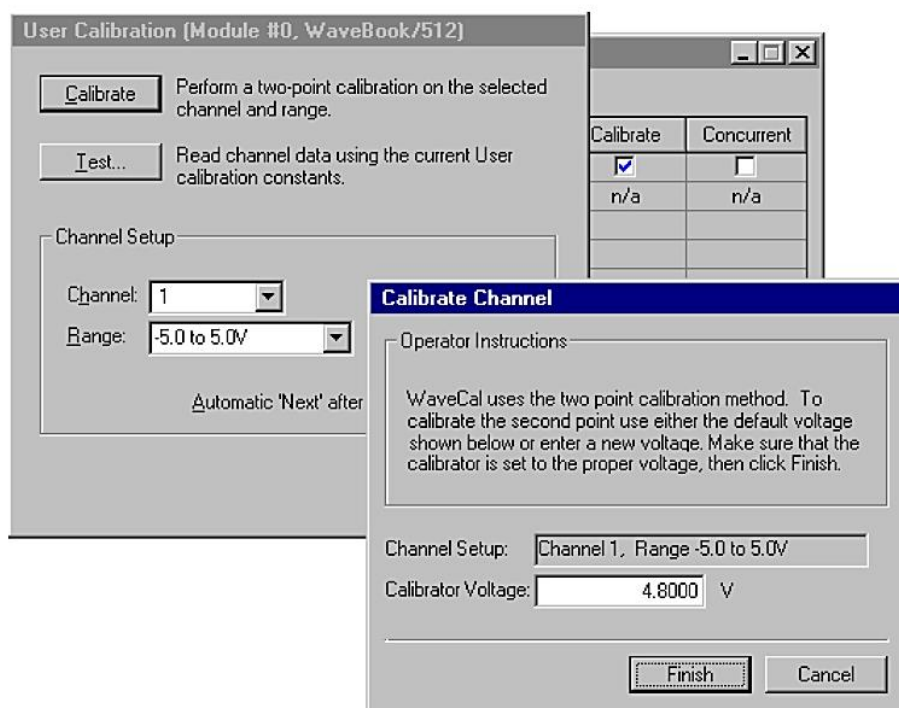 User Calibration (Module #0, WaveBook/512)
Calibrate
Perform a two-point calibration on the selected
channel and range.
Test...
Read channel data using the current User
calibration constants.
Calibrate
Concurrent
n/a
n/a
Channel Setup
Channel:
1
Range:
-5.0 to 5.0V
Automatic 'Next' after
Calibrate Channel
Operator Instructions
WaveCal uses the two point calibration method. To
calibrate the second point use either the default voltage
shown below or enter a new voltage. Make sure that the
calibrator is set to the proper voltage, then click Finish.
Channel Setup:
Channel 1, Range -5.0 to 5.0V
Calibrator Voltage:
4.8000
V
Finish
Cancel